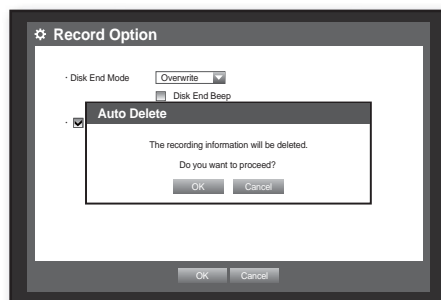 Record Option
· Disk End Mode Overwrite
Disk End Beep
Auto Delete
The recording information will be deleted.
Do you want to proceed?
OK Cancel
OK Cancel